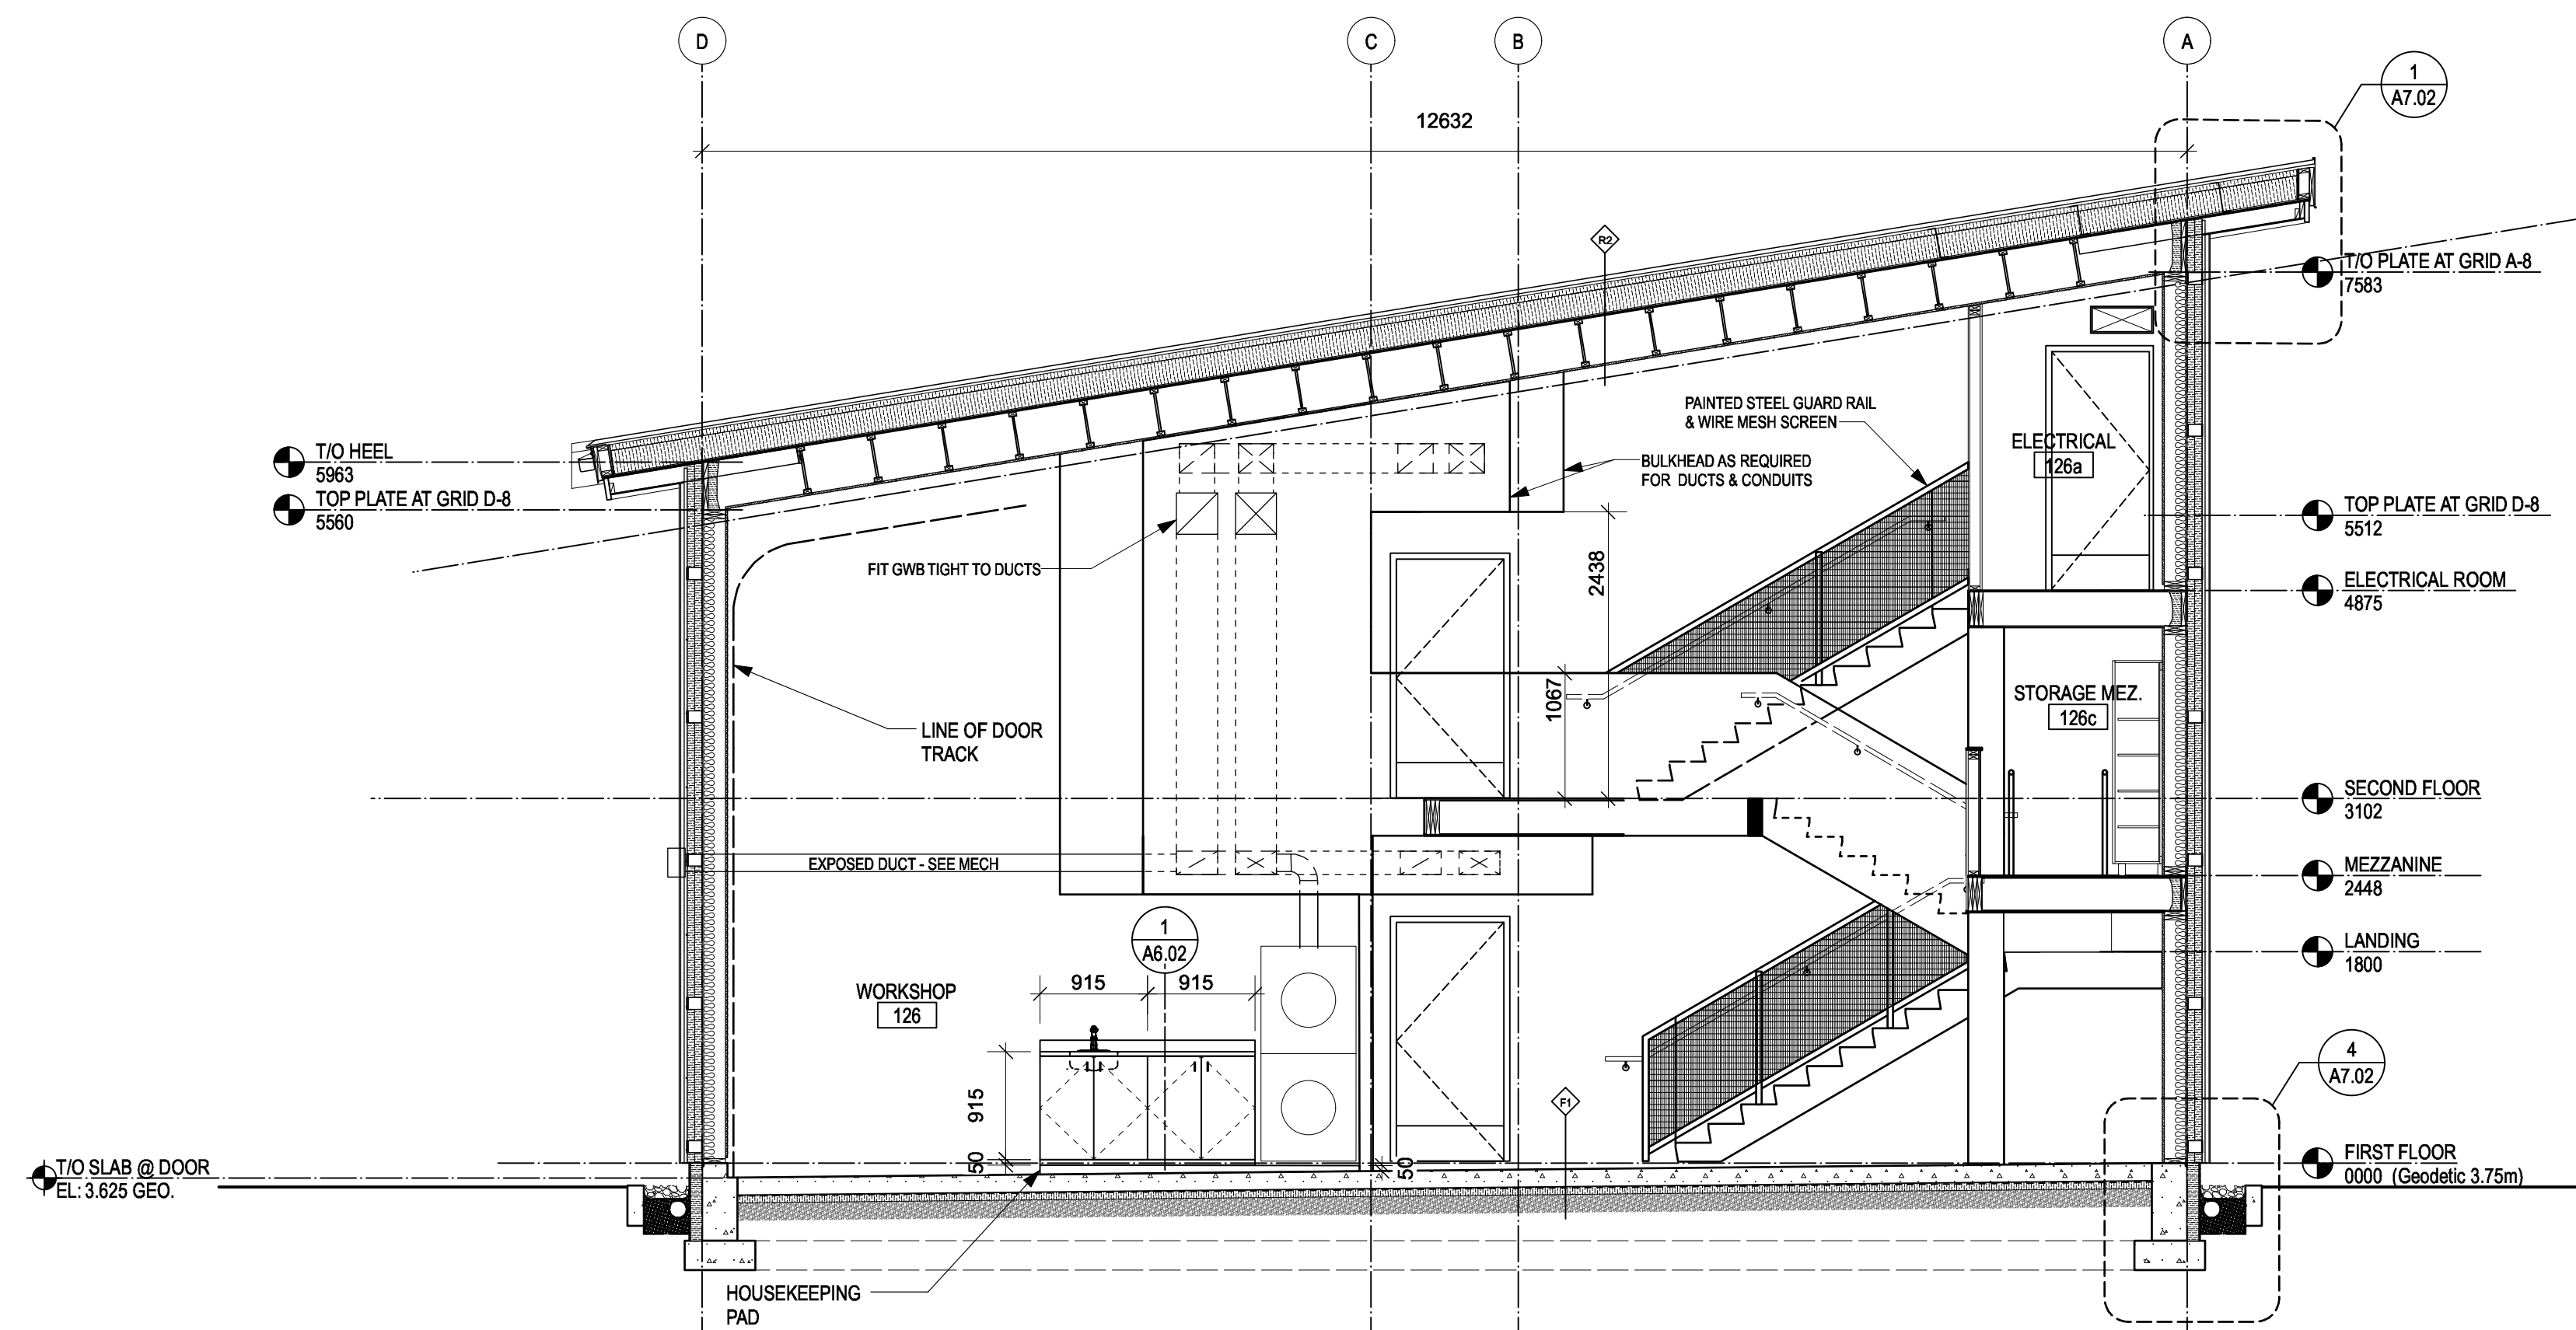 D
C
B
A
1
A7.02
12632
R2
T/O PLATE AT GRID A-8
7583
PAINTED STEEL GUARD RAIL
& WIRE MESH SCREEN
ELECTRICAL
126a
T/O HEEL
5963
BULKHEAD AS REQUIRED
FOR DUCTS & CONDUITS
TOP PLATE AT GRID D-8
5560
TOP PLATE AT GRID D-8
5512
FIT GWB TIGHT TO DUCTS
2438
ELECTRICAL ROOM
4875
1067
STORAGE MEZ.
126c
LINE OF DOOR
TRACK
SECOND FLOOR
3102
EXPOSED DUCT - SEE MECH
MEZZANINE
2448
1
A6.02
LANDING
1800
915
915
WORKSHOP
126
4
A7.02
915
F1
50
50
T/O SLAB @ DOOR
EL: 3.625 GEO.
FIRST FLOOR
0000 (Geodetic 3.75m)
HOUSEKEEPING
PAD